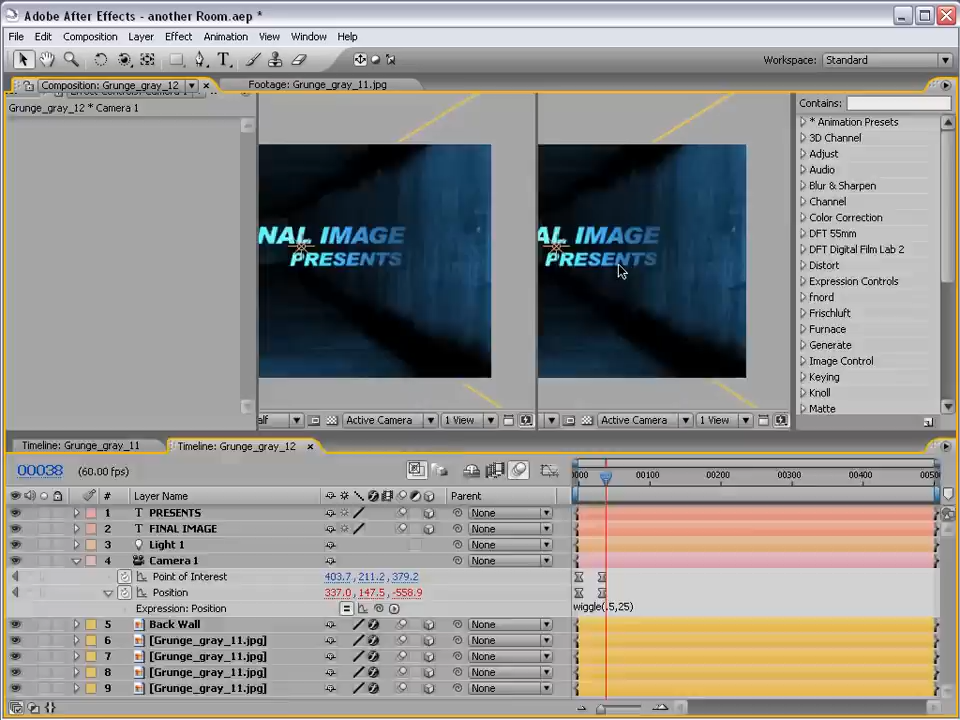 Adobe After Effects - another Room.aep *
File Edit Composition Layer Effect Animation View Window Help
Workspace: Standard
Composition: Grunge_gray_12
Footage: Grunge_gray_11.jpg
Grunge_gray_12 * Camera 1
Contains:
* Animation Presets
3D Channel
Adjust
Audio
Blur & Sharpen
Channel
Color Correction
DFT 55mm
DFT Digital Film Lab 2
Distort
Expression Controls
fnord
Frischluft
Furnace
Generate
Image Control
Keying
Knoll
Matte
NAL IMAGE
PRESENTS
AL IMAGE
PRESENTS
alf Active Camera 1 View
Active Camera 1 View
Timeline: Grunge_gray_11 Timeline: Grunge_gray_12
00038 (60.00 fps)
000 00100 00200 00300 00400 0050
# Layer Name Parent
1 T PRESENTS None
2 T FINAL IMAGE None
3 Light 1 None
4 Camera 1 None
Point of Interest 403.7, 211.2, 379.2
Position 337.0, 147.5, -558.9
Expression: Position wiggle(.5,25)
5 Back Wall None
6 [Grunge_gray_11.jpg] None
7 [Grunge_gray_11.jpg] None
8 [Grunge_gray_11.jpg] None
9 [Grunge_gray_11.jpg] None